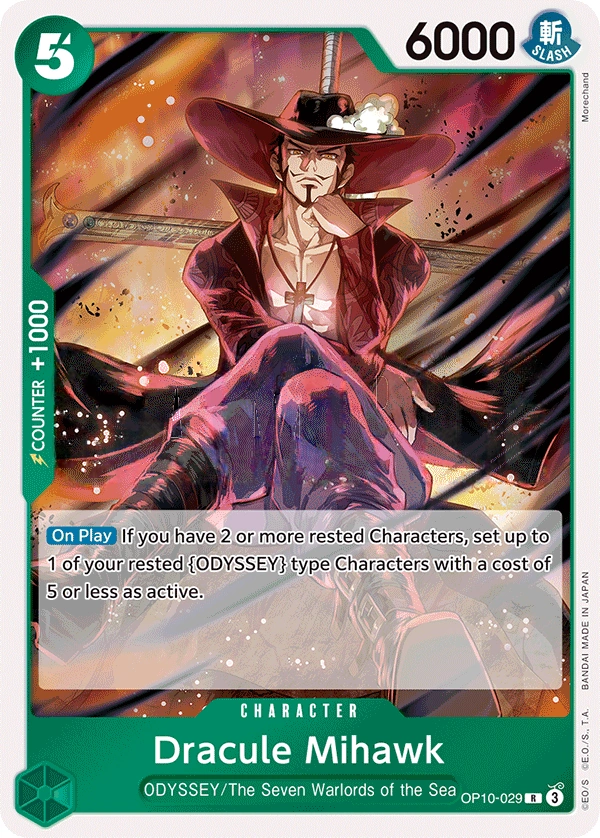 5
6000
斬
SLASH
Morechand
COUNTER +1000
On Play If you have 2 or more rested Characters, set up to
1 of your rested {ODYSSEY} type Characters with a cost of
5 or less as active.
CHARACTER
Dracule Mihawk
ODYSSEY/The Seven Warlords of the Sea
OP10-029 R 3
©E.O/S ©E.O./S., T.A. BANDAI MADE IN JAPAN